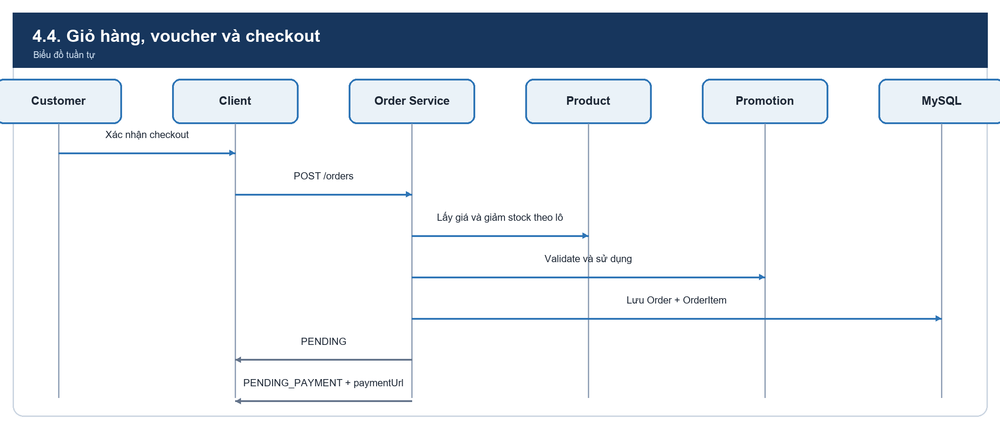 4.4. Giỏ hàng, voucher và checkout
Biểu đồ tuần tự
Customer
Client
Order Service
Product
Promotion
MySQL
Xác nhận checkout
POST /orders
Lấy giá và giảm stock theo lô
Validate và sử dụng
Lưu Order + OrderItem
PENDING
PENDING_PAYMENT + paymentUrl